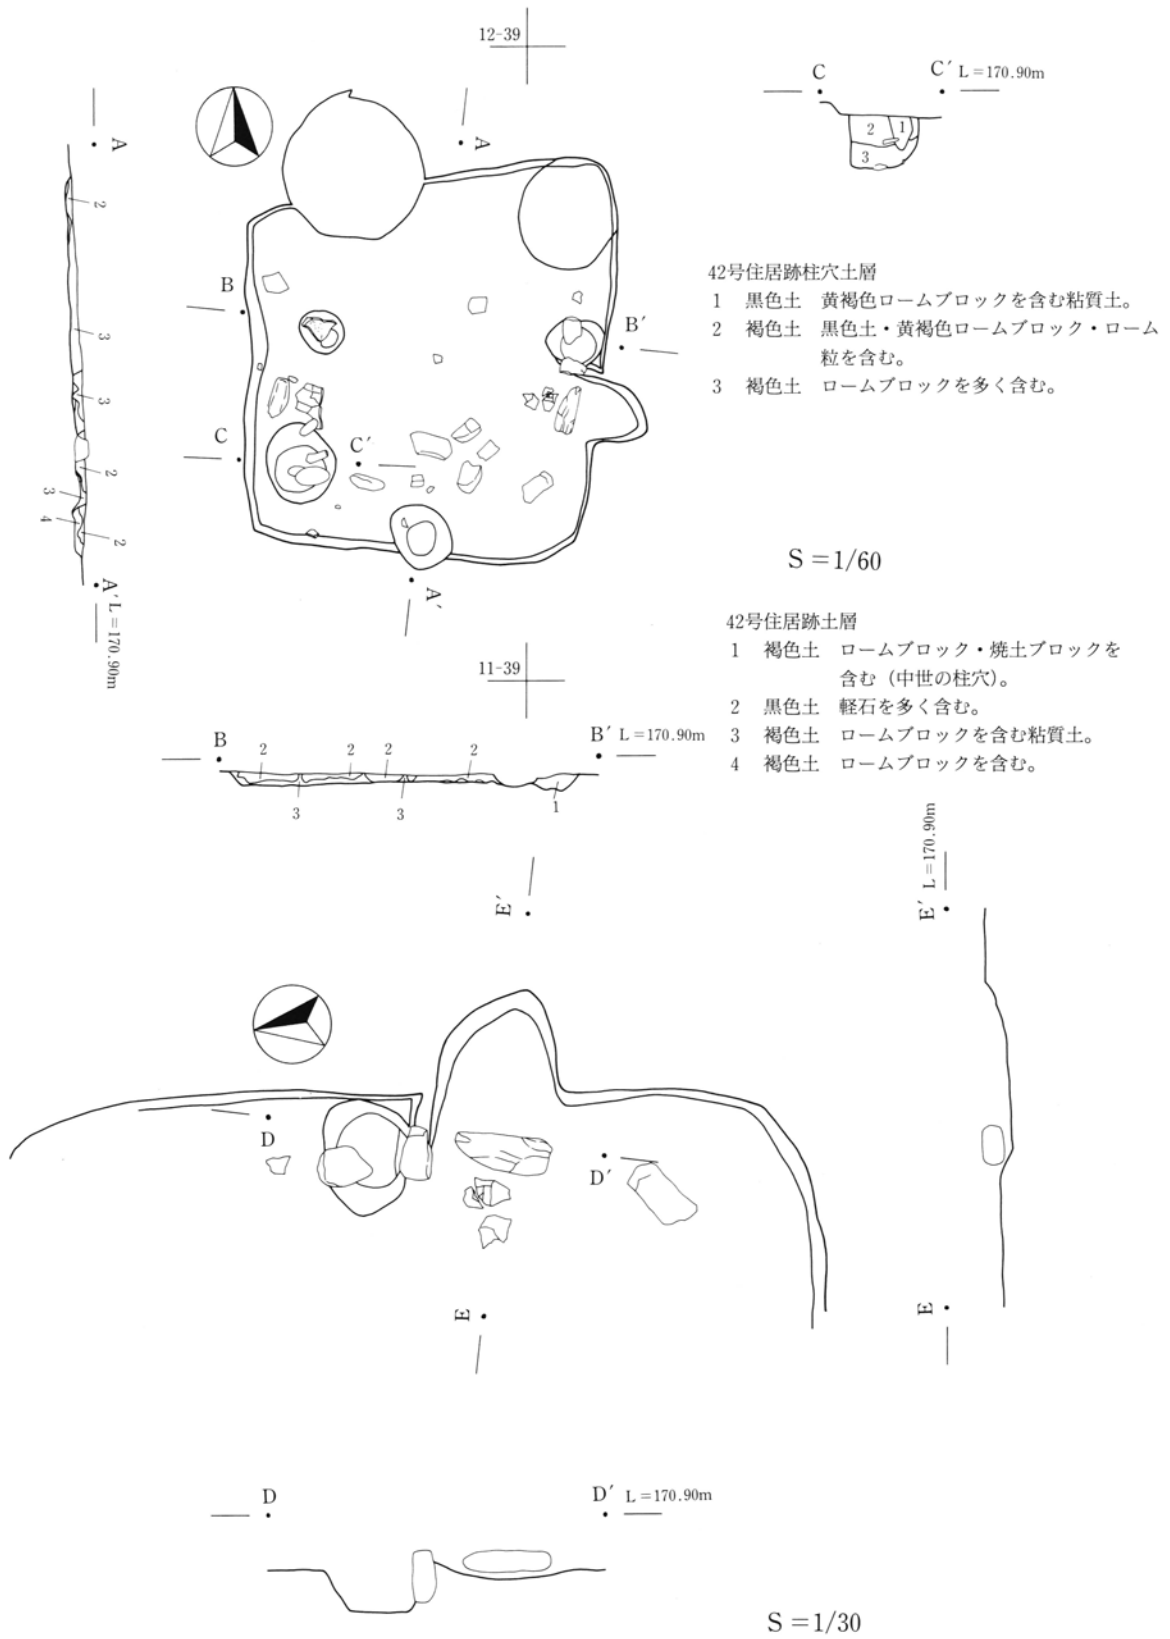 12-39
C
C′ L=170.90m
A
A
2
1
2
3
2
42号住居跡柱穴土層
1 黒色土 黄褐色ロームブロックを含む粘質土。
2 褐色土 黒色土・黄褐色ロームブロック・ローム
粒を含む。
3 褐色土 ロームブロックを多く含む。
B
B′
3
3
C
C′
2
3
4
2
S=1/60
A′ L=170.90m
A′
42号住居跡土層
1 褐色土 ロームブロック・焼土ブロックを
含む（中世の柱穴）。
2 黒色土 軽石を多く含む。
3 褐色土 ロームブロックを含む粘質土。
4 褐色土 ロームブロックを含む。
11-39
B
B′ L=170.90m
2
2
2
2
3
3
1
E′
E′ L=170.90m
D
D′
E
E
D
D′ L=170.90m
S=1/30